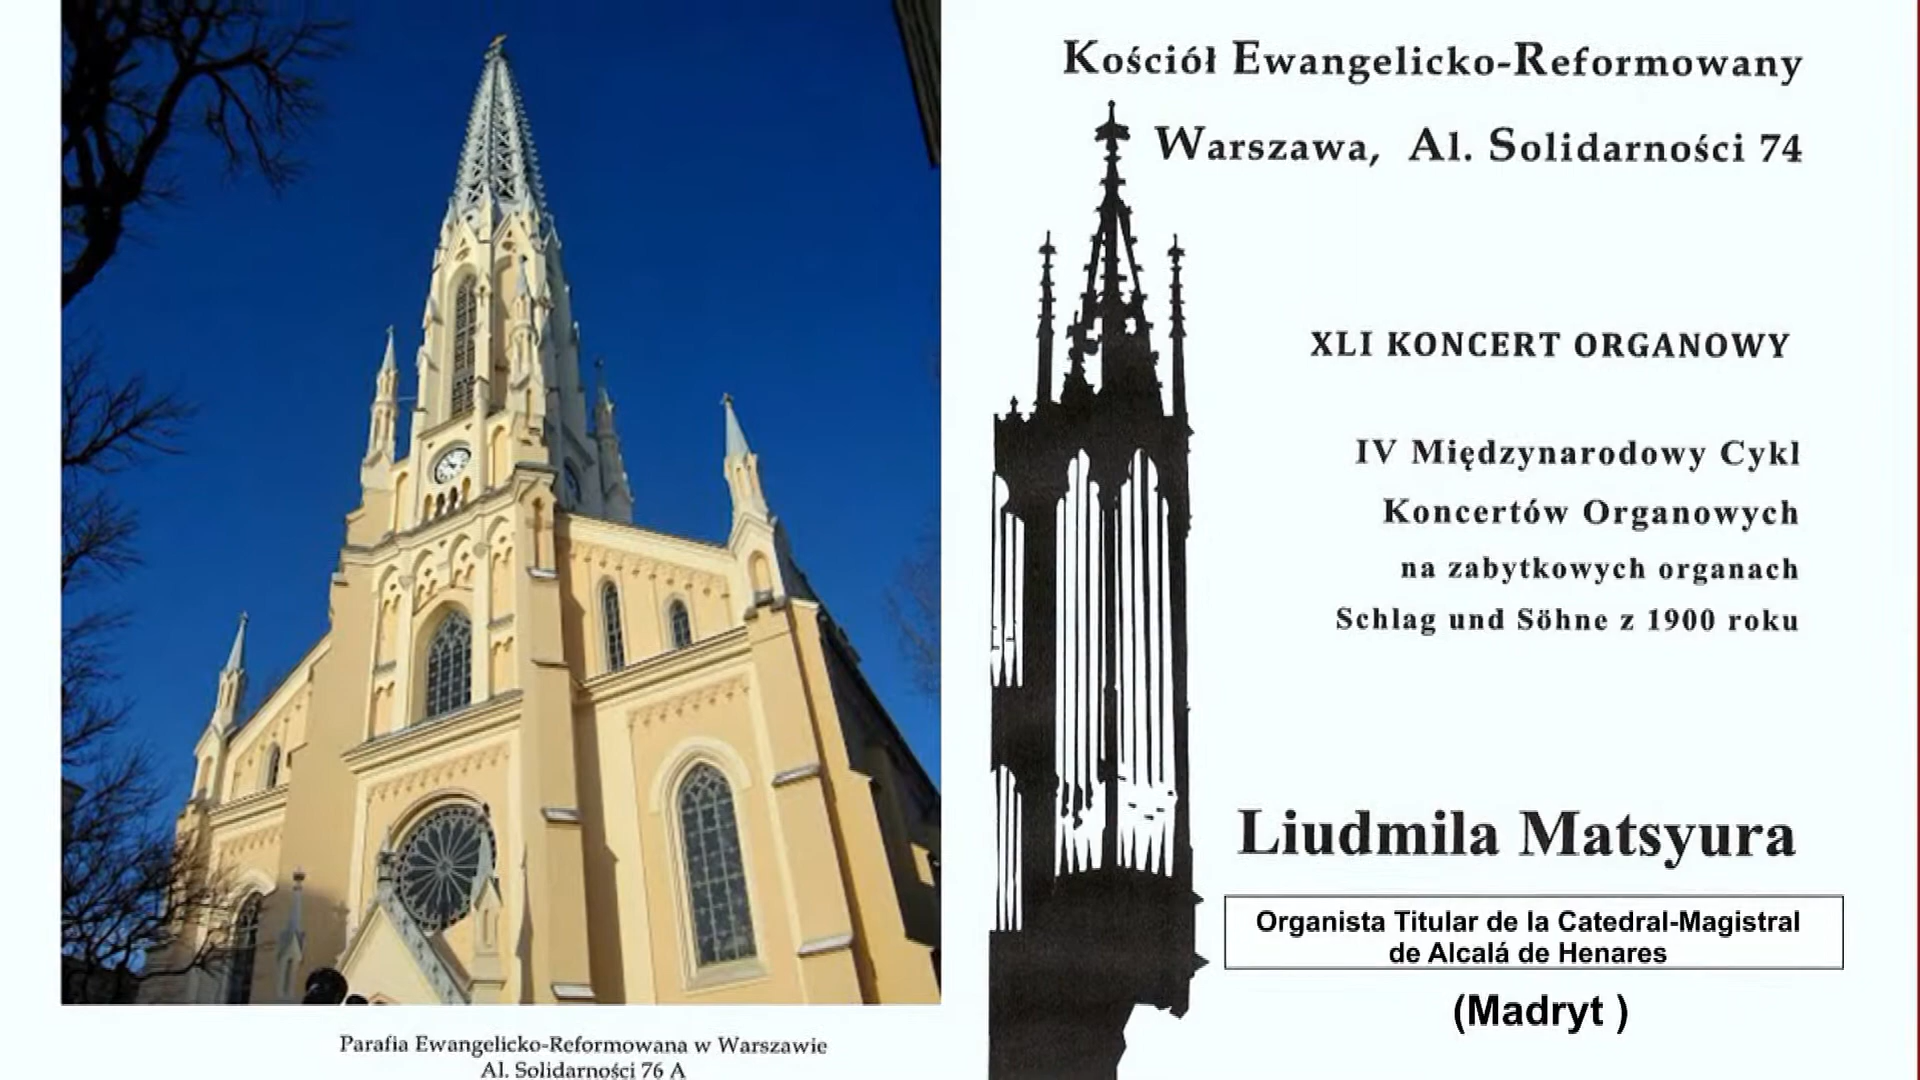 Kościół Ewangelicko-Reformowany
Warszawa, Al. Solidarności 74
XLI KONCERT ORGANOWY
IV Międzynarodowy Cykl
Koncertów Organowych
na zabytkowych organach
Schlag und Söhne z 1900 roku
Liudmila Matsyura
Organista Titular de la Catedral-Magistral
de Alcalá de Henares
(Madryt )
Parafia Ewangelicko-Reformowana w Warszawie
Al. Solidarności 76 A